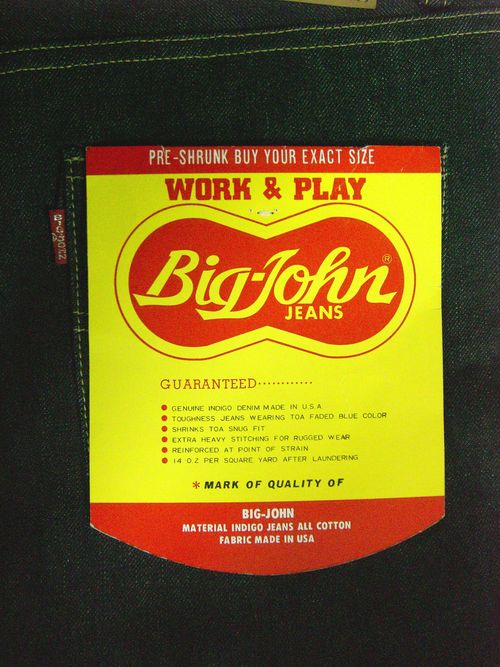 PRE-SHRUNK BUY YOUR EXACT SIZE
WORK & PLAY
Big-John ®
JEANS
GUARANTEED............
● GENUINE INDIGO DENIM MADE IN U.S.A.
● TOUGHNESS JEANS WEARING TOA FADED BLUE COLOR
● SHRINKS TOA SNUG FIT
● EXTRA HEAVY STITCHING FOR RUGGED WEAR
● REINFORCED AT POINT OF STRAIN
● 14 O.Z PER SQUARE YARD AFTER LAUNDERING
* MARK OF QUALITY OF
BIG-JOHN
MATERIAL INDIGO JEANS ALL COTTON
FABRIC MADE IN USA